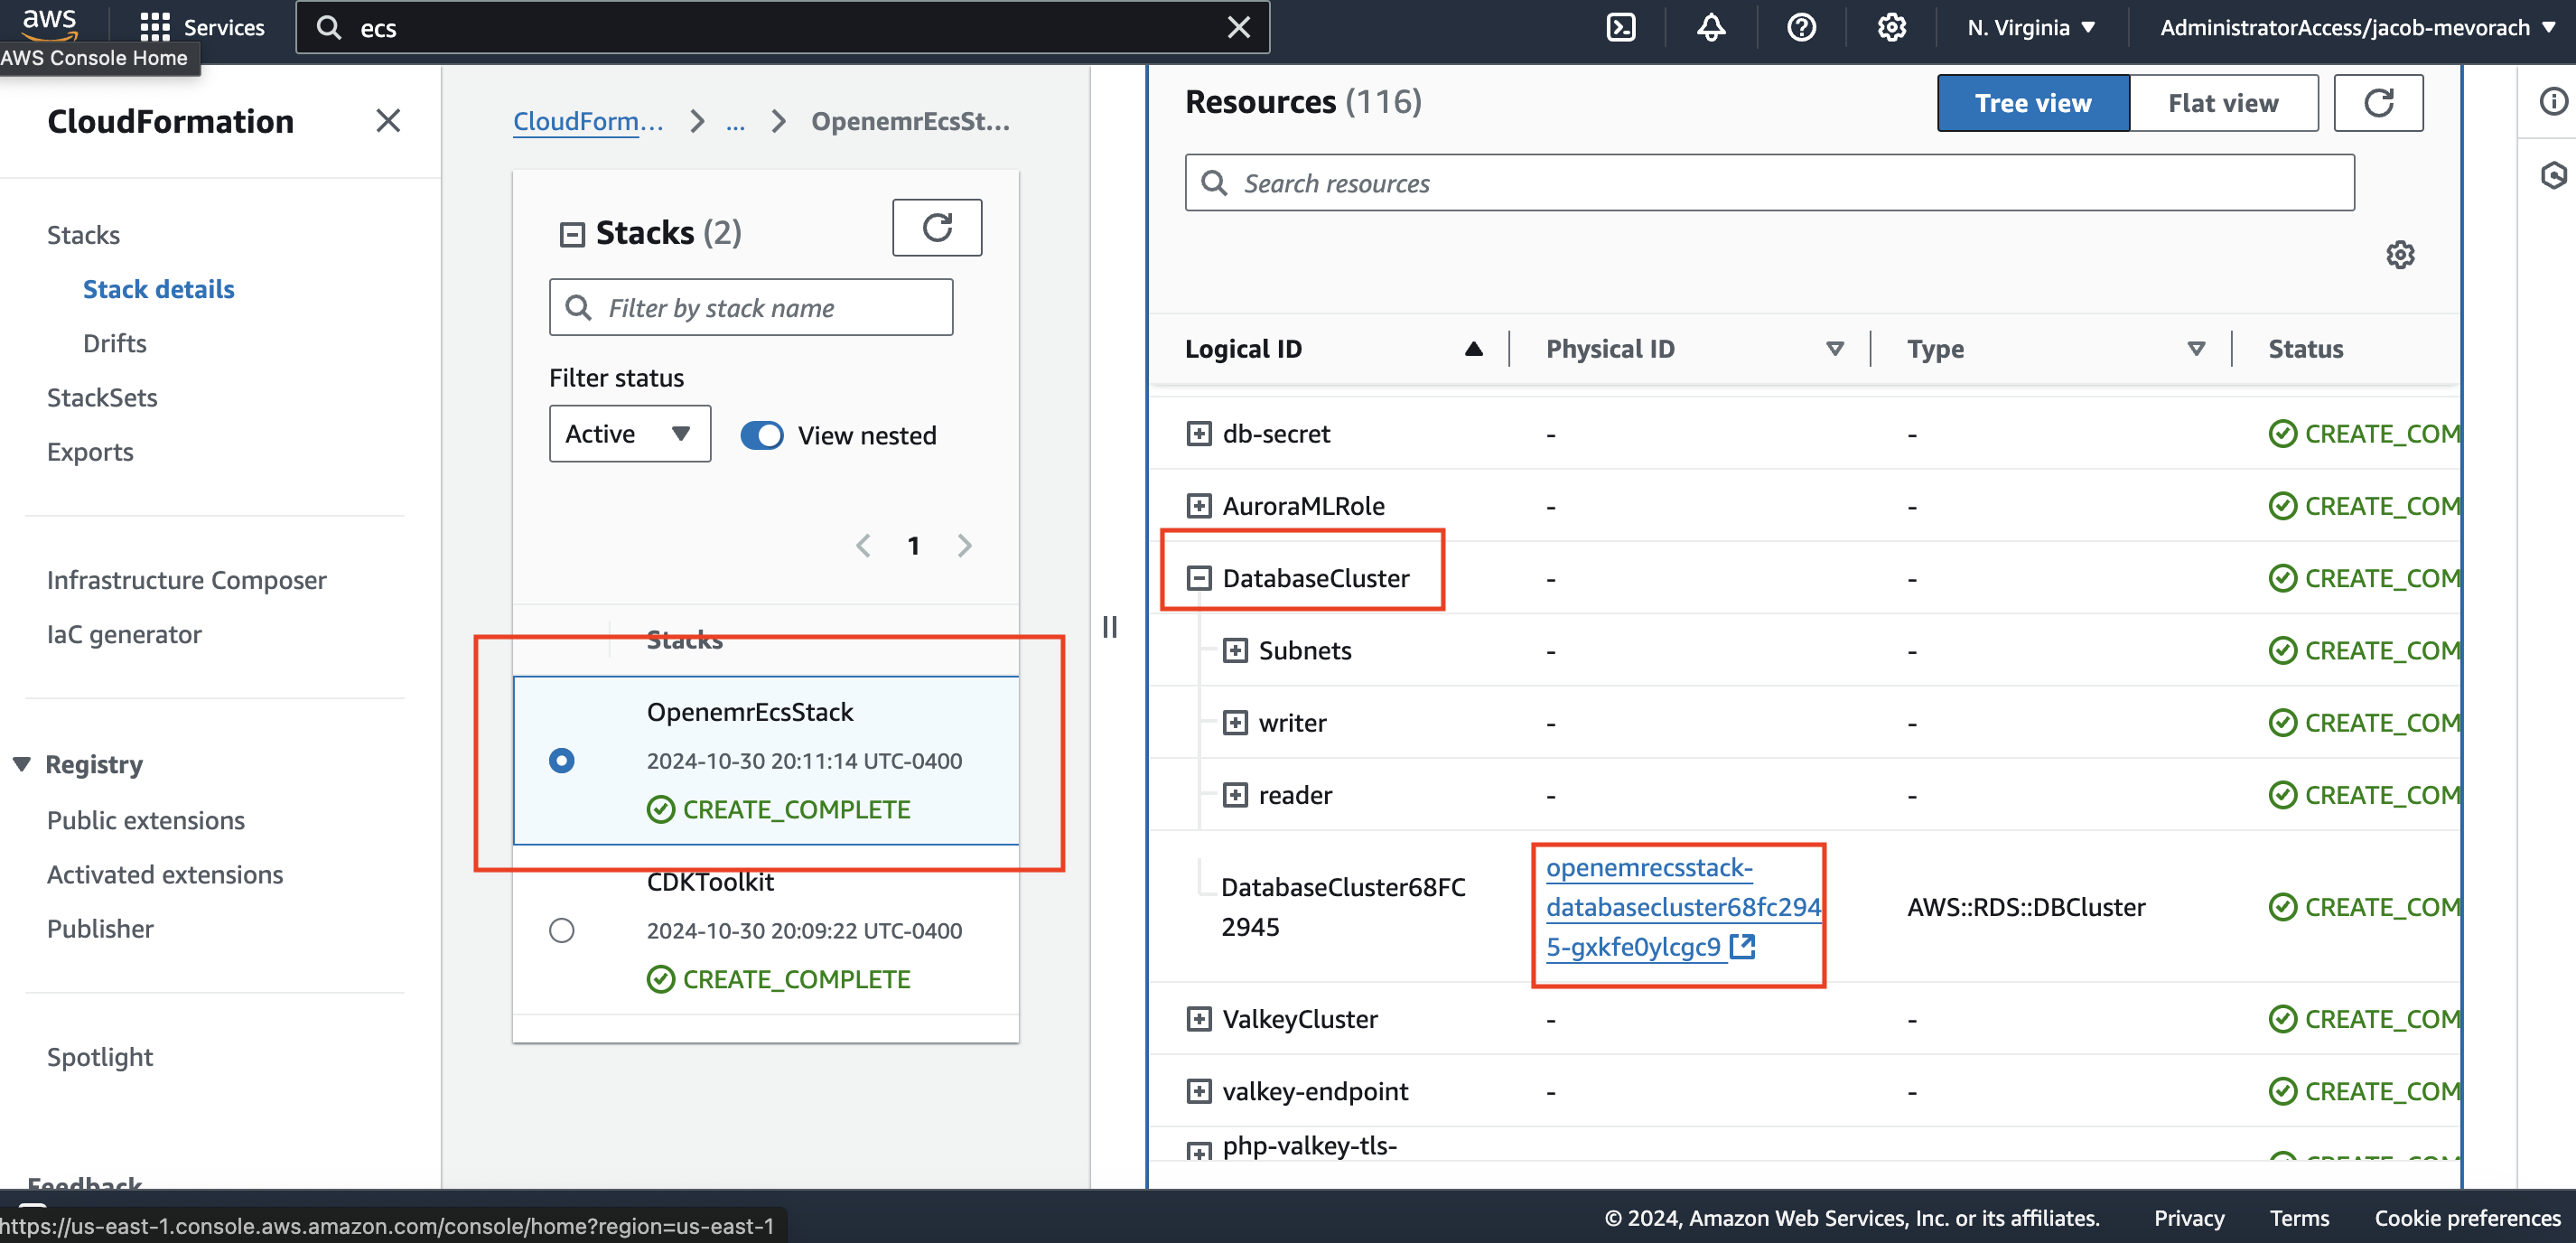 aws
Services
ecs
N. Virginia
AdministratorAccess/jacob-mevorach
AWS Console Home
CloudFormation
Stacks
Stack details
Drifts
StackSets
Exports
Infrastructure Composer
IaC generator
Registry
Public extensions
Activated extensions
Publisher
Spotlight
Feedback
CloudForm...
...
OpenemrEcsSt...
Stacks (2)
Filter by stack name
Filter status
Active
View nested
1
Stacks
OpenemrEcsStack
2024-10-30 20:11:14 UTC-0400
CREATE_COMPLETE
CDKToolkit
2024-10-30 20:09:22 UTC-0400
CREATE_COMPLETE
Resources (116)
Tree view
Flat view
Search resources
Logical ID
Physical ID
Type
Status
db-secret - - CREATE_COM
AuroraMLRole - - CREATE_COM
DatabaseCluster - - CREATE_COM
Subnets - - CREATE_COM
writer - - CREATE_COM
reader - - CREATE_COM
DatabaseCluster68FC
2945
openemrecsstack-
databasecluster68fc294
5-gxkfe0ylcgc9
AWS::RDS::DBCluster
CREATE_COM
ValkeyCluster - - CREATE_COM
valkey-endpoint - - CREATE_COM
php-valkey-tls-
CREATE_COM
https://us-east-1.console.aws.amazon.com/console/home?region=us-east-1
© 2024, Amazon Web Services, Inc. or its affiliates.
Privacy
Terms
Cookie preferences